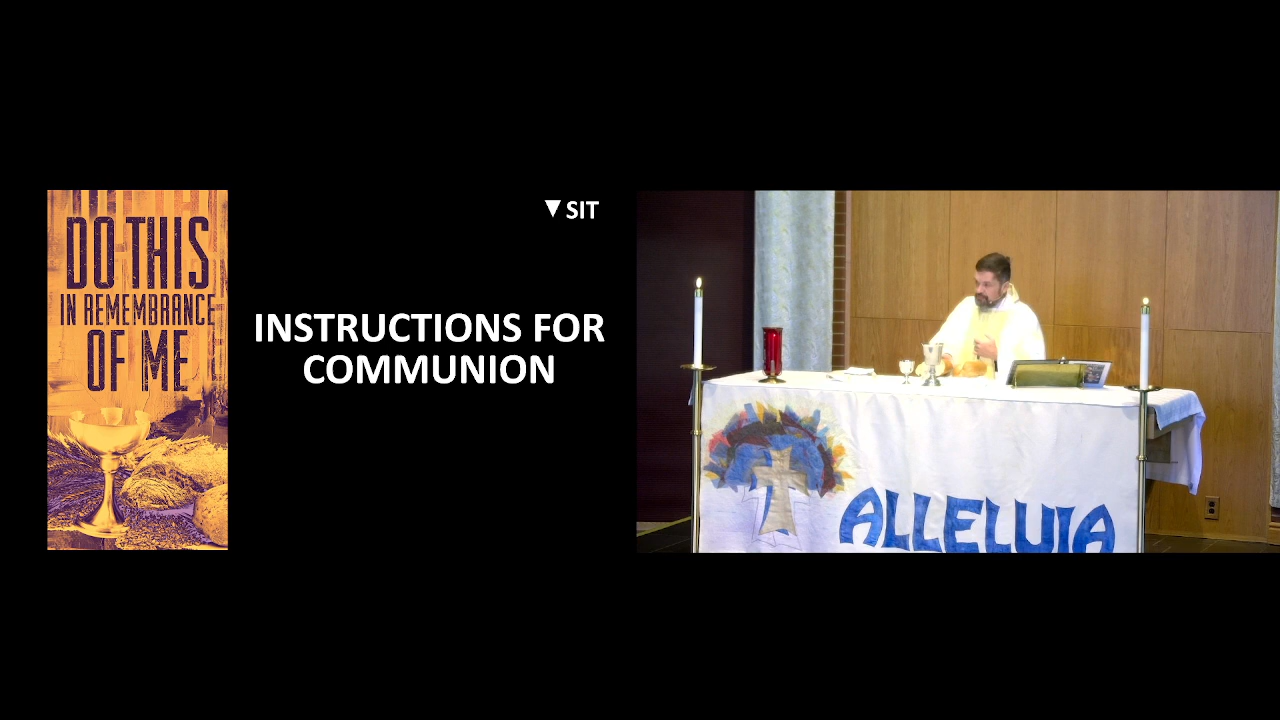 DO THIS
IN REMEMBRANCE
OF ME
▼SIT
INSTRUCTIONS FOR
COMMUNION
ALLELUIA